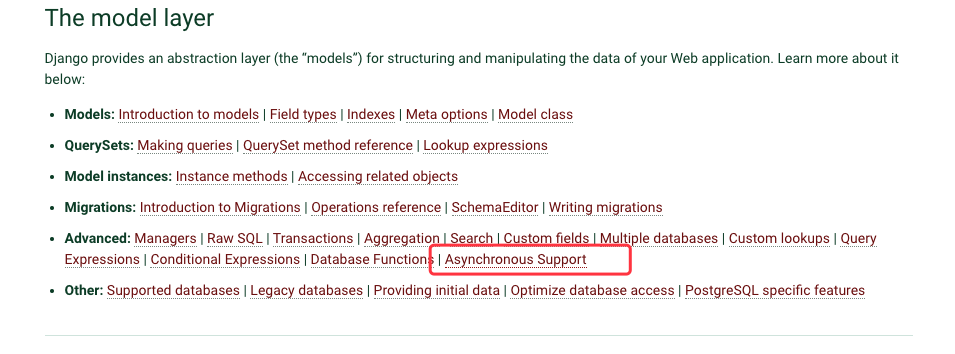 The model layer
Django provides an abstraction layer (the “models”) for structuring and manipulating the data of your Web application. Learn more about it
below:
• Models: Introduction to models | Field types | Indexes | Meta options | Model class
• QuerySets: Making queries | QuerySet method reference | Lookup expressions
• Model instances: Instance methods | Accessing related objects
• Migrations: Introduction to Migrations | Operations reference | SchemaEditor | Writing migrations
• Advanced: Managers | Raw SQL | Transactions | Aggregation | Search | Custom fields | Multiple databases | Custom lookups | Query
Expressions | Conditional Expressions | Database Functions | Asynchronous Support
• Other: Supported databases | Legacy databases | Providing initial data | Optimize database access | PostgreSQL specific features